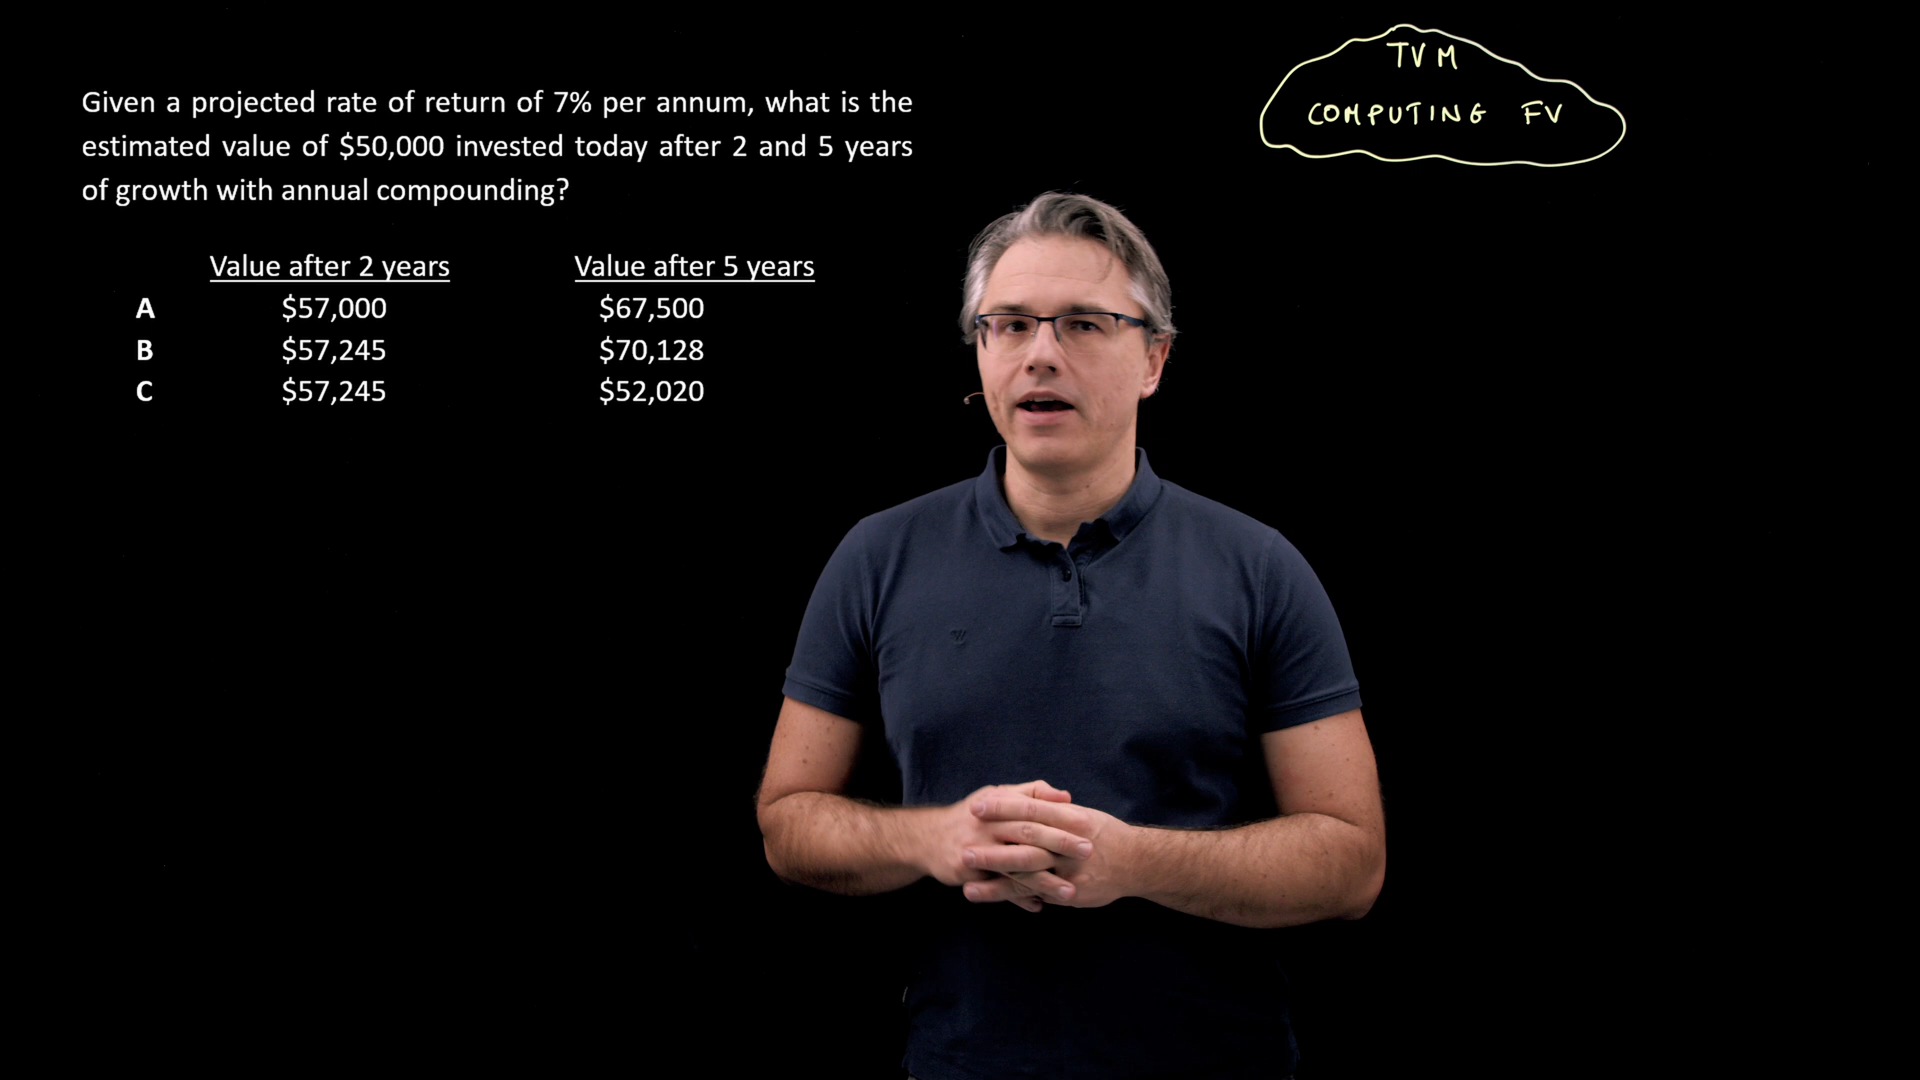 Given a projected rate of return of 7% per annum, what is the
estimated value of $50,000 invested today after 2 and 5 years
of growth with annual compounding?
Value after 2 years Value after 5 years
A $57,000 $67,500
B $57,245 $70,128
C $57,245 $52,020
TVM
COMPUTING FV
W